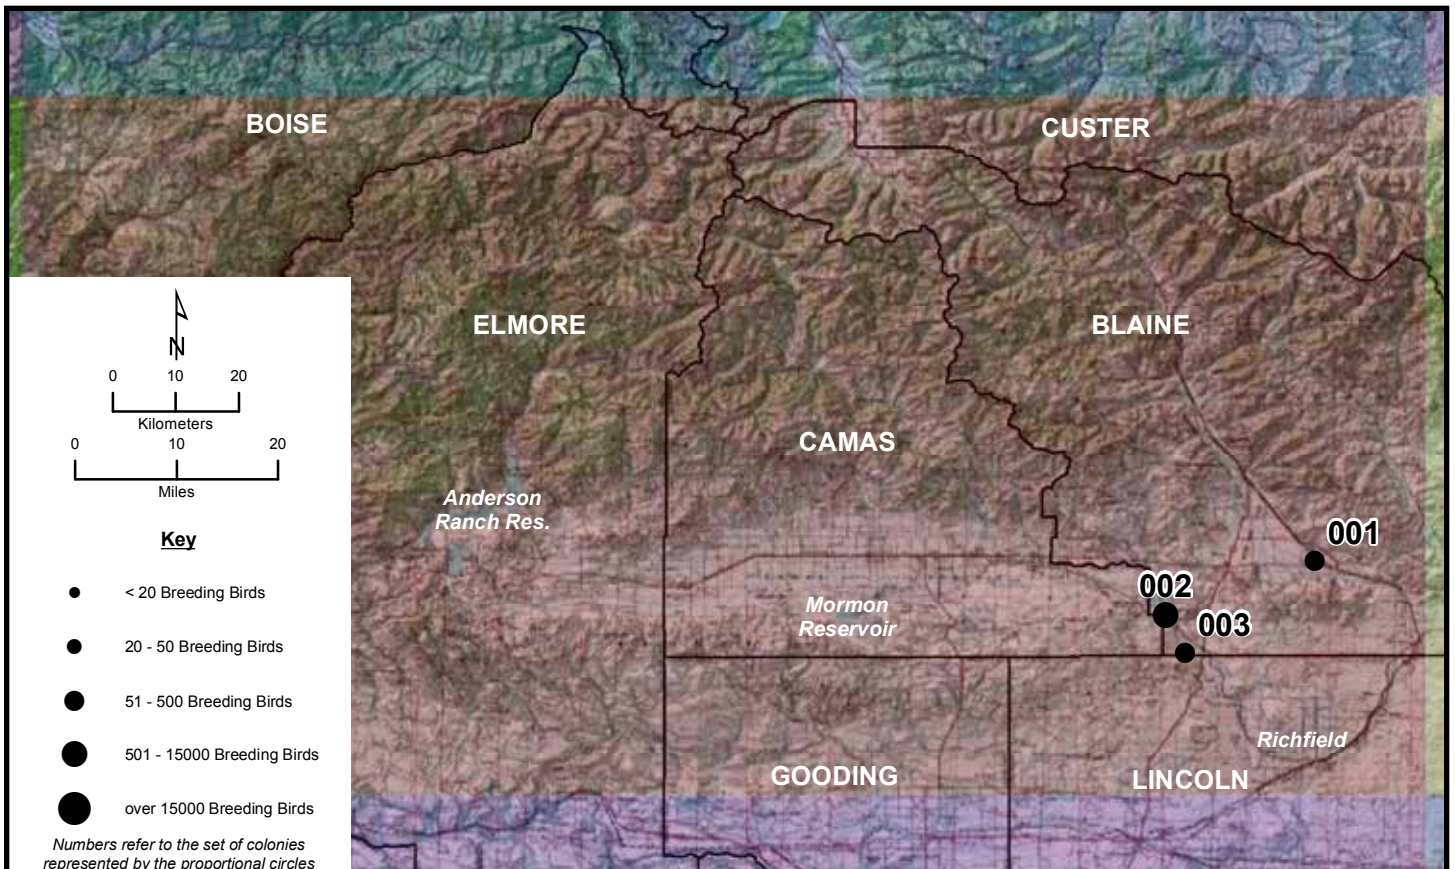 BOISE
CUSTER
ELMORE
BLAINE
CAMAS
Anderson
Ranch Res.
001
002
Mormon
Reservoir
003
Richfield
GOODING
LINCOLN
N
0 10 20
Kilometers
0 10 20
Miles
Key
< 20 Breeding Birds
20 - 50 Breeding Birds
51 - 500 Breeding Birds
501 - 15000 Breeding Birds
over 15000 Breeding Birds
Numbers refer to the set of colonies
represented by the proportional circles